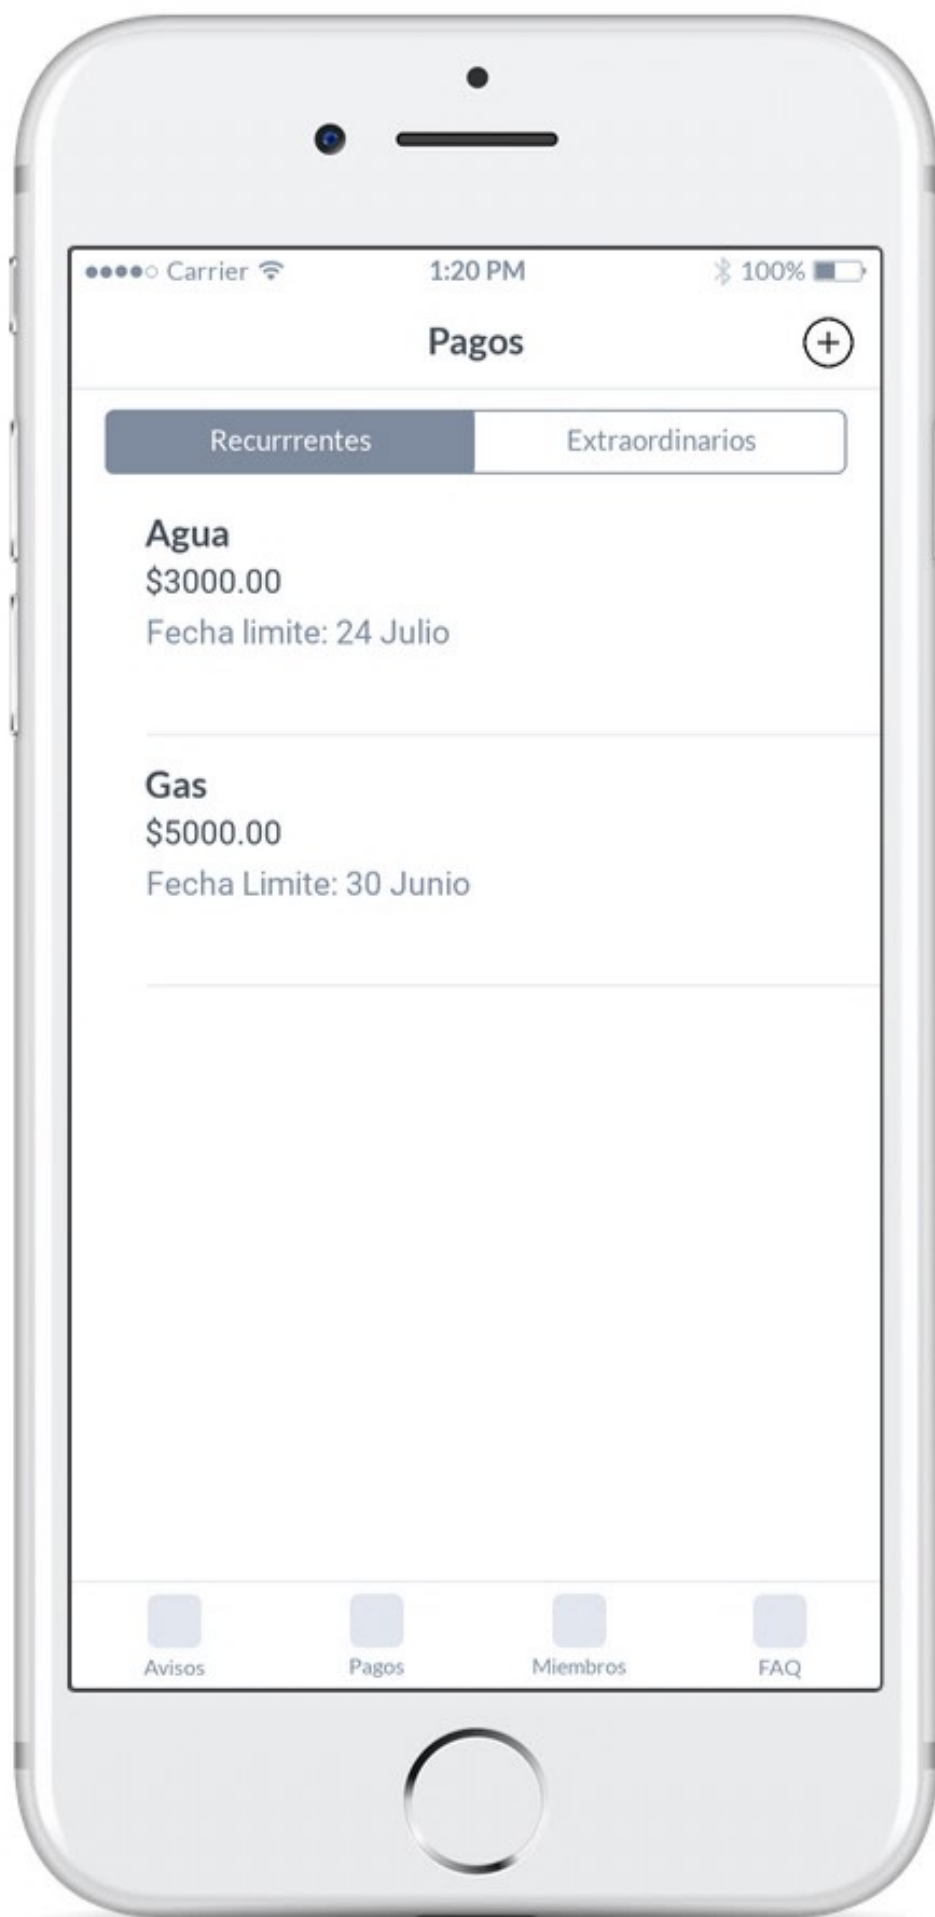 Carrier 1:20 PM 100%
Pagos
Recurrrentes Extraordinarios
Agua
$3000.00
Fecha limite: 24 Julio
Gas
$5000.00
Fecha Limite: 30 Junio
Avisos Pagos Miembros FAQ